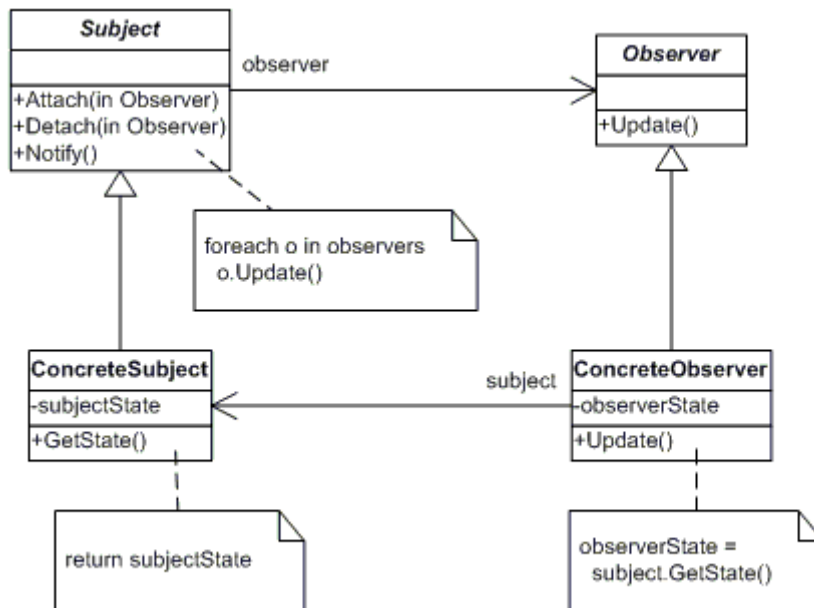 Subject
+Attach(in Observer)
+Detach(in Observer)
+Notify()
observer
Observer
+Update()
foreach o in observers
o.Update()
ConcreteSubject
-subjectState
+GetState()
subject
ConcreteObserver
-observerState
+Update()
return subjectState
observerState =
subject.GetState()